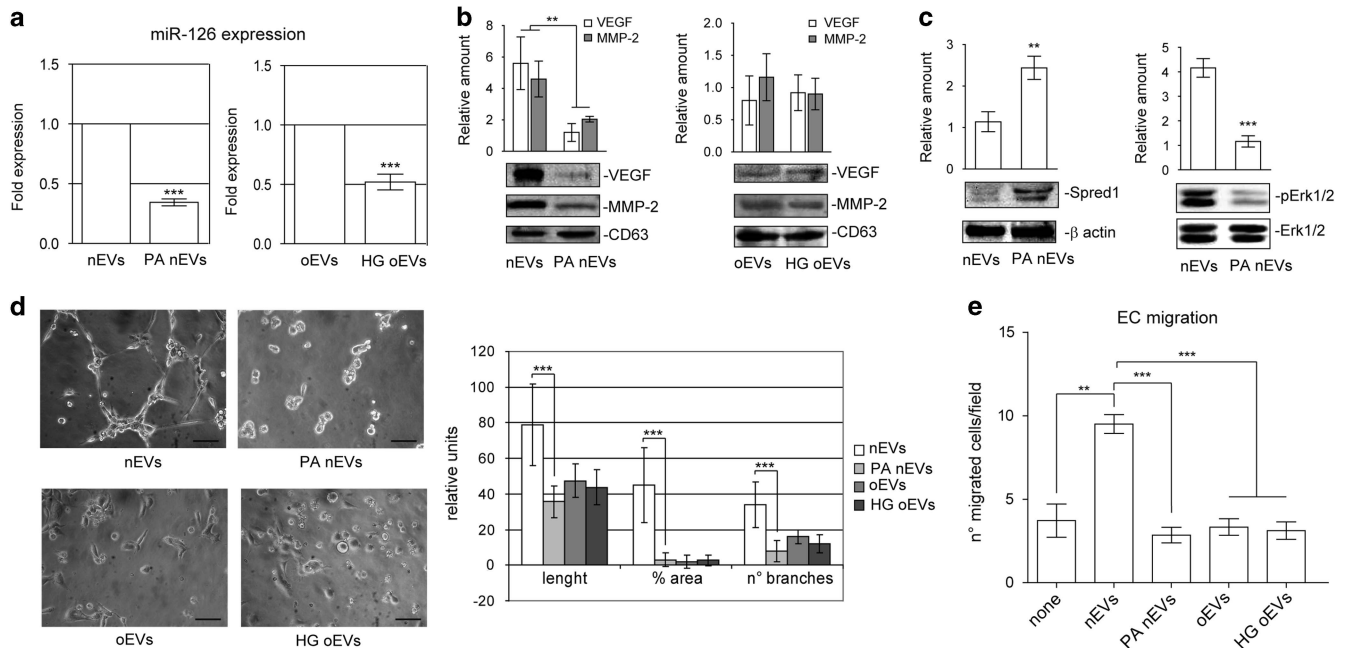 a
miR-126 expression
Fold expression
1.5
1.0
0.5
0.0
***
nEVs
PA nEVs
Fold expression
1.5
1.0
0.5
0.0
***
oEVs
HG oEVs
b
Relative amount
8
6
4
2
0
**
VEGF
MMP-2
-VEGF
-MMP-2
-CD63
nEVs
PA nEVs
Relative amount
2.0
1.5
1.0
0.5
0.0
VEGF
MMP-2
-VEGF
-MMP-2
-CD63
oEVs
HG oEVs
c
Relative amount
3
2
1
0
**
-Spred1
-β actin
nEVs
PA nEVs
Relative amount
5
4
3
2
1
0
***
-pErk1/2
-Erk1/2
nEVs
PA nEVs
d
nEVs
PA nEVs
oEVs
HG oEVs
relative units
120
100
80
60
40
20
0
-20
***
***
***
lenght
% area
n° branches
nEVs
PA nEVs
oEVs
HG oEVs
e
EC migration
n° migrated cells/field
15
10
5
0
**
***
***
none
nEVs
PA nEVs
oEVs
HG oEVs